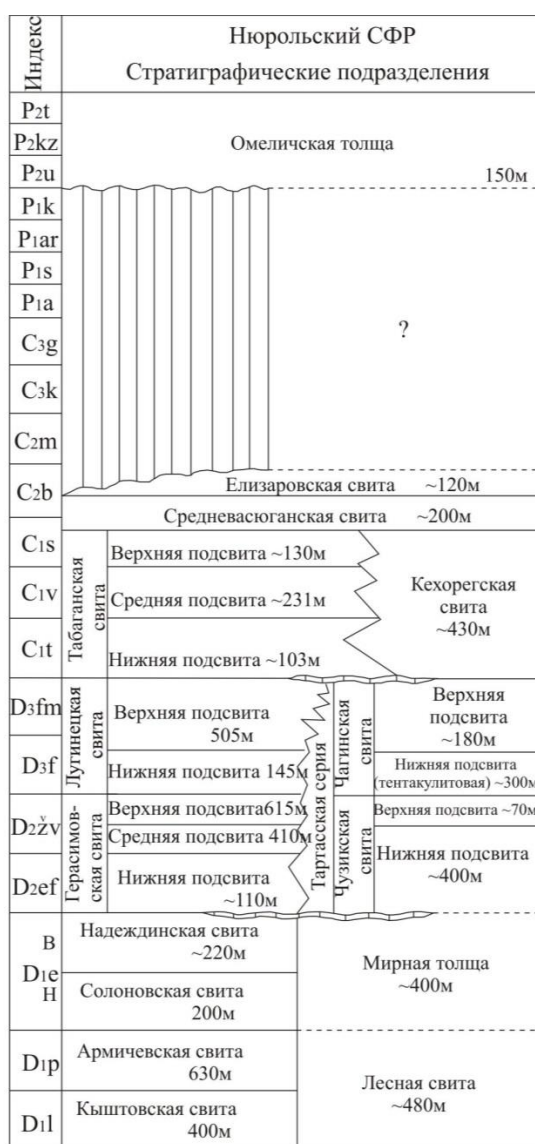 Индекс
Нюрольский СФР
Стратиграфические подразделения
P2t
P2kz
P2u
Омеличская толща
150м
P1k
P1ar
P1s
P1a
C3g
C3k
C2m
?
C2b
Елизаровская свита ~120м
Средневасюганская свита ~200м
C1s
C1v
C1t
Табаганская
свита
Верхняя подсвита ~130м
Средняя подсвита ~231м
Нижняя подсвита ~103м
Кехорегская
свита
~430м
D3fm
D3f
Лугинецкая
свита
Верхняя подсвита
505м
Нижняя подсвита 145м
Тартасская серия
Чагинская
свита
Верхняя
подсвита
~180м
Нижняя подсвита
(тентакулитовая) ~300м
D2žv
D2ef
Герасимов-
ская свита
Верхняя подсвита615м
Средняя подсвита 410м
Нижняя подсвита
~110м
Чузикская
свита
Верхняя подсвита ~70м
Нижняя подсвита
~400м
В
D1e
Н
Надеждинская свита
~220м
Солоновская свита
200м
Мирная толща
~400м
D1p
Армичевская свита
630м
D1l
Кыштовская свита
400м
Лесная свита
~480м